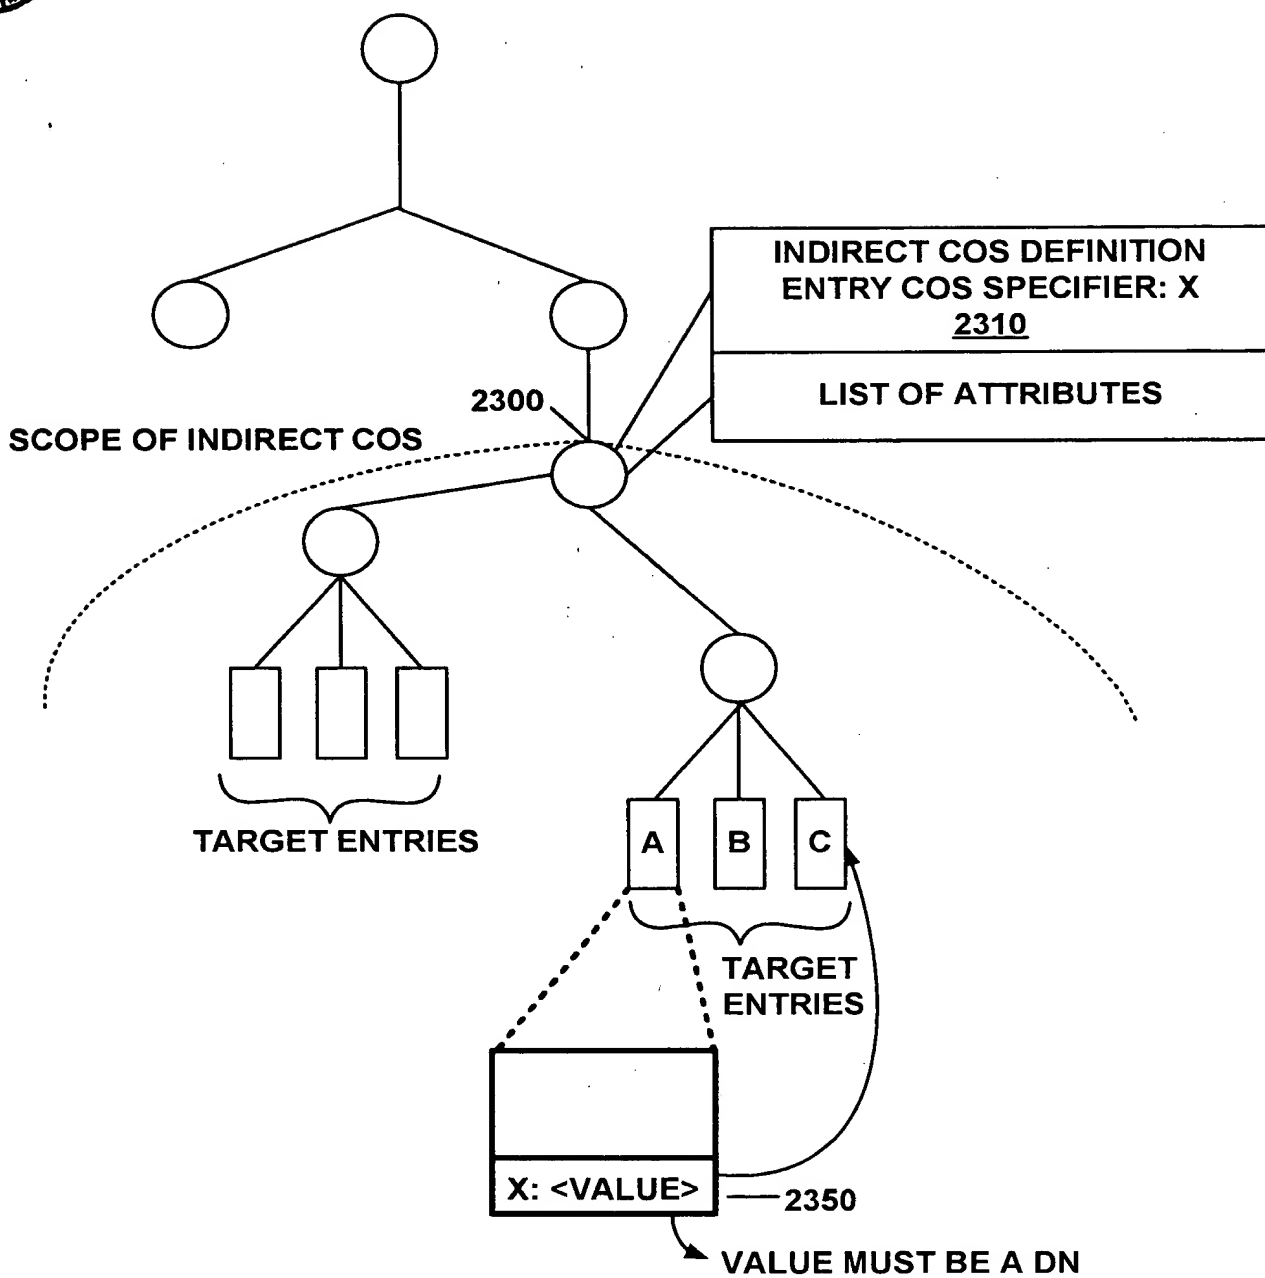 INDIRECT COS DEFINITION
ENTRY COS SPECIFIER: X
2310
LIST OF ATTRIBUTES
2300
SCOPE OF INDIRECT COS
TARGET ENTRIES
A
B
C
TARGET
ENTRIES
X: <VALUE>
2350
VALUE MUST BE A DN